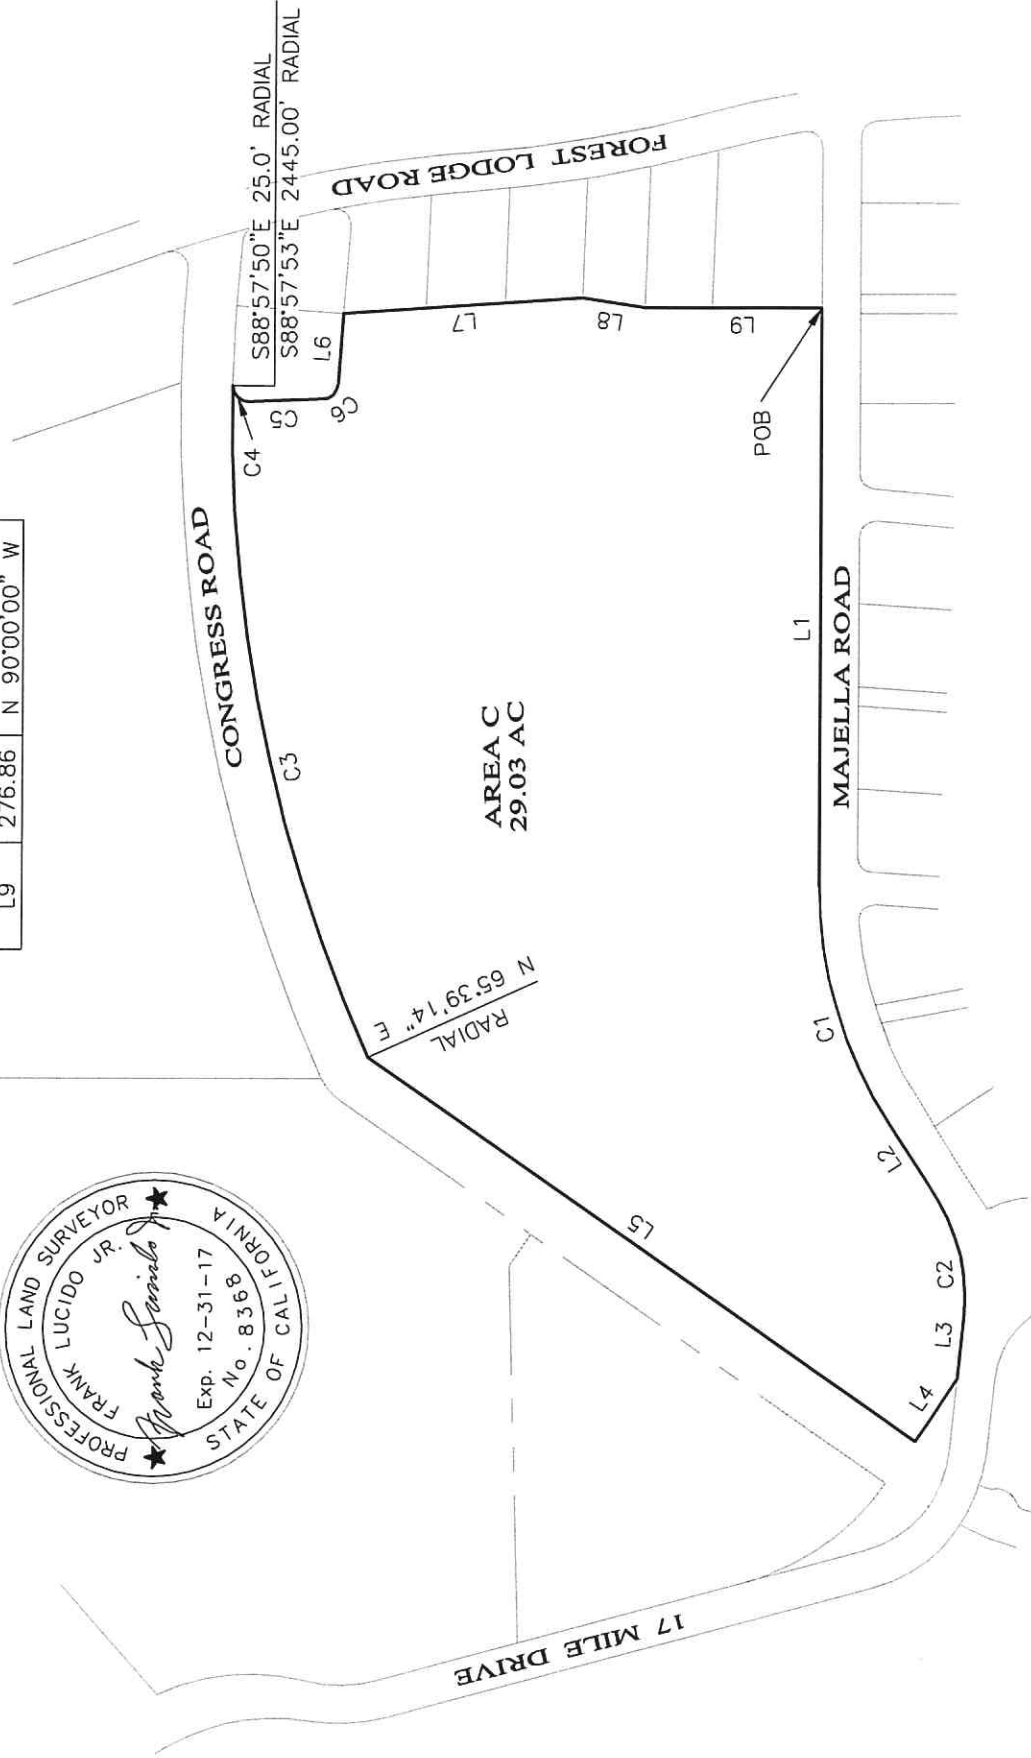 L9 276.86 N 90°00'00" W
S88°57'50"E 25.0' RADIAL
S88°57'53"E 2445.00' RADIAL
CONGRESS ROAD
FOREST LODGE ROAD
C4
C5
C6
L6
L7
L8
L9
POB
C3
AREA C
29.03 AC
L1
MAJELLA ROAD
N 65°39'14" E
RADIAL
C1
L2
C2
L3
L4
L5
17 MILE DRIVE
PROFESSIONAL LAND SURVEYOR
FRANK LUCIDO JR.
Exp. 12-31-17
No. 8368
STATE OF CALIFORNIA